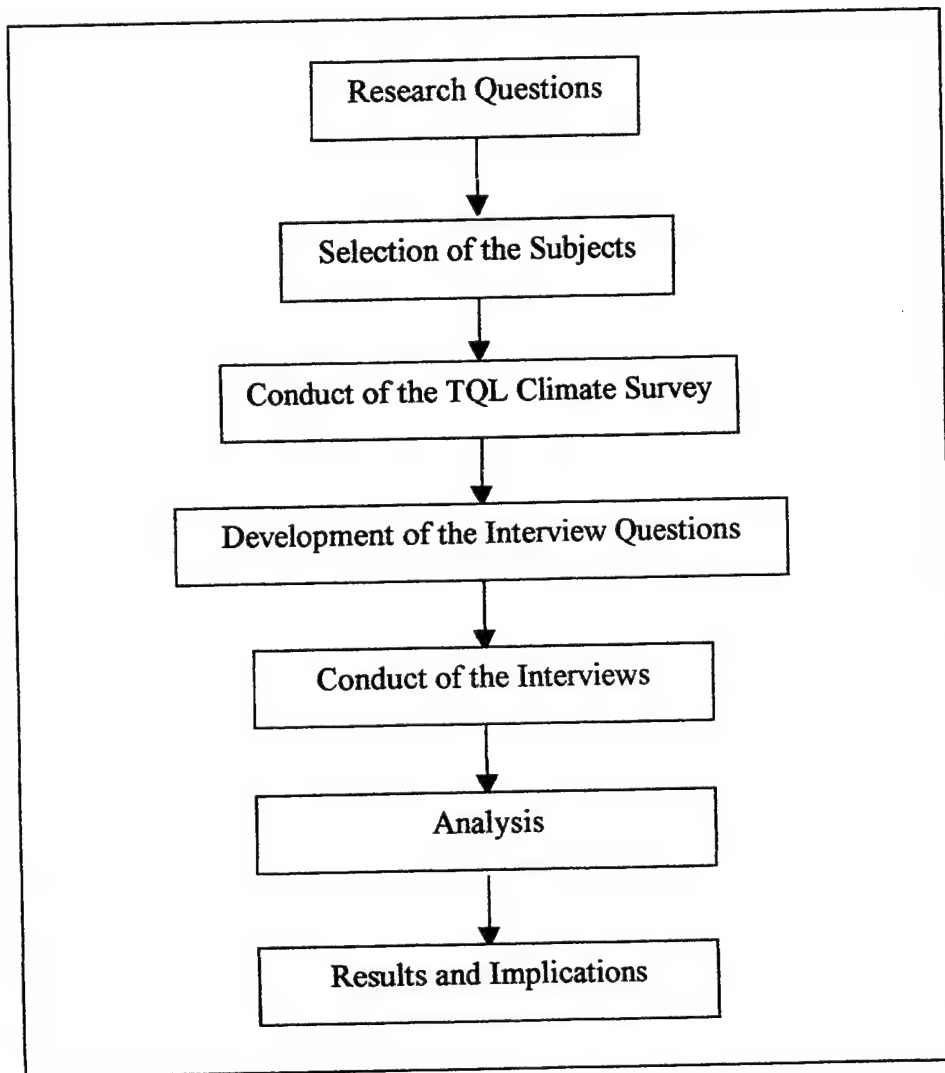 Research Questions
Selection of the Subjects
Conduct of the TQL Climate Survey
Development of the Interview Questions
Conduct of the Interviews
Analysis
Results and Implications